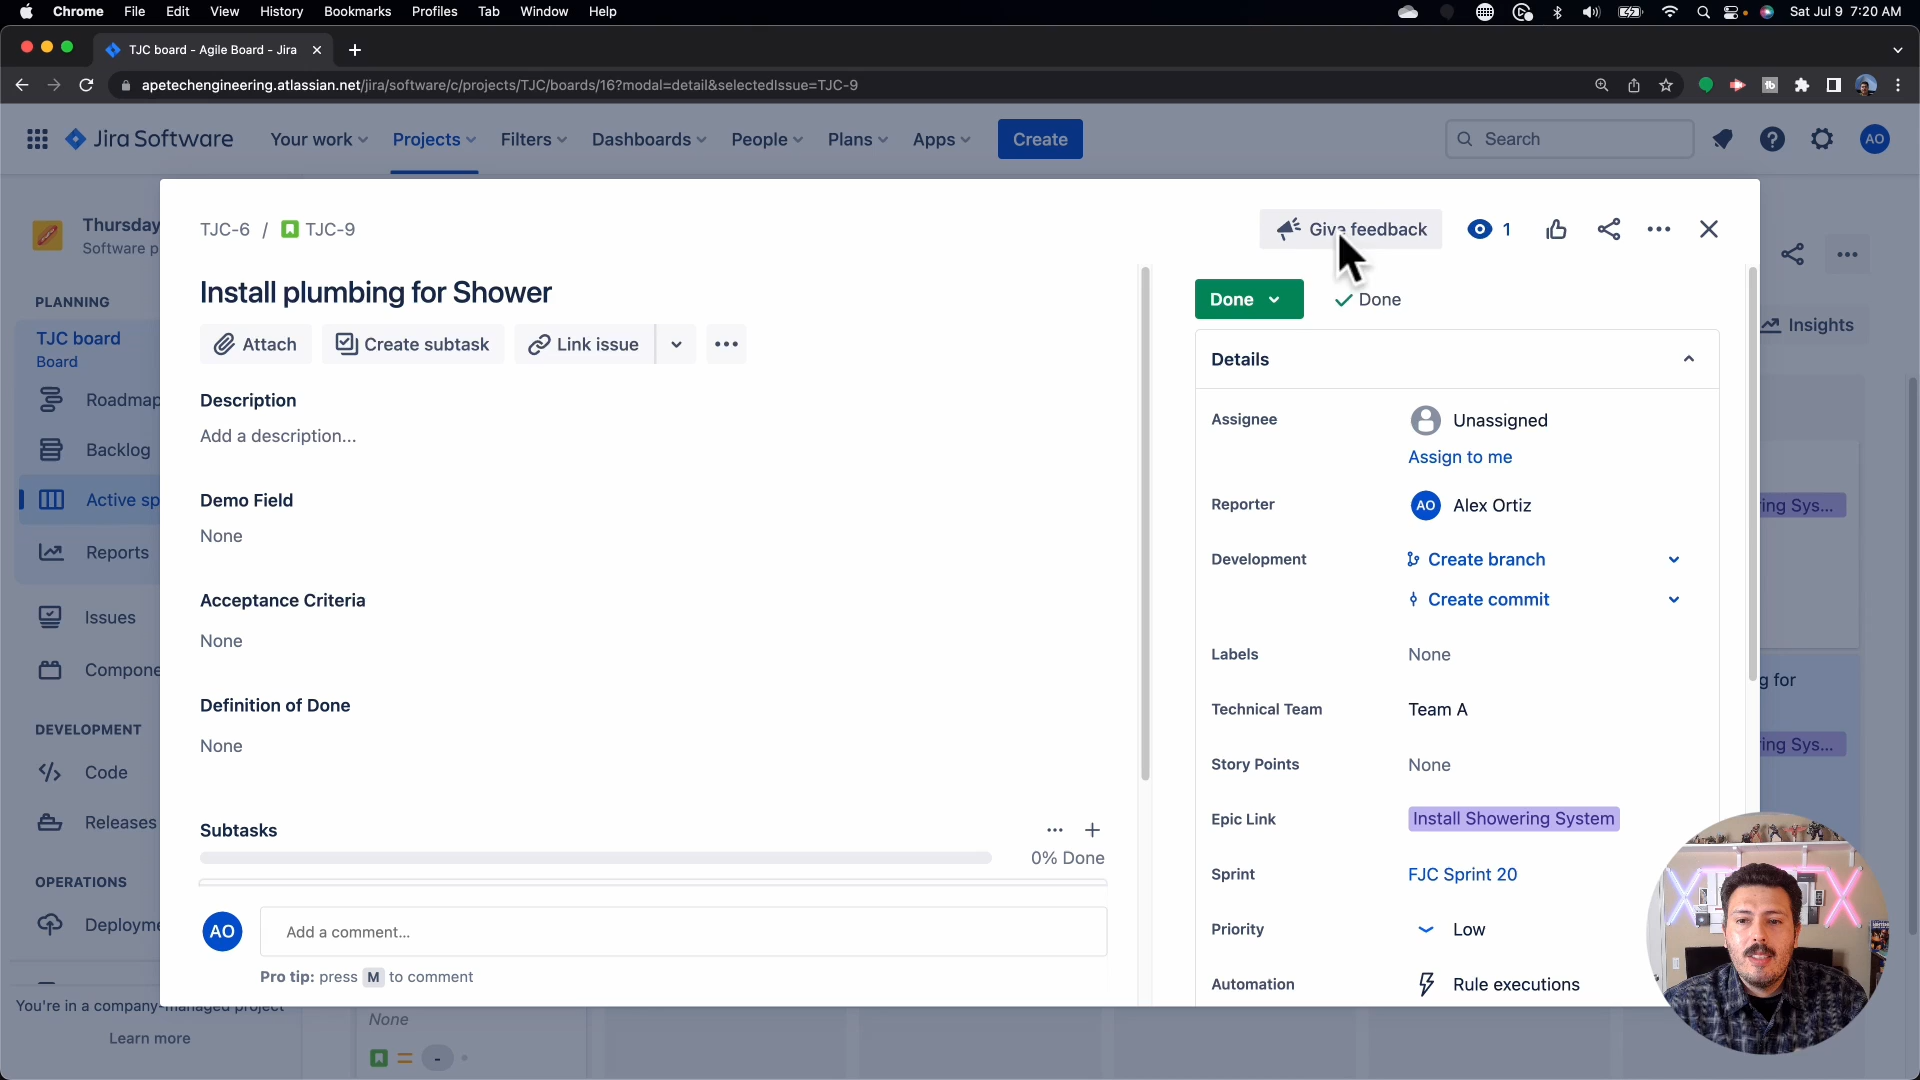 Chrome File Edit View History Bookmarks Profiles Tab Window Help
Sat Jul 9 7:20 AM
TJC board - Agile Board - Jira
apetechengineering.atlassian.net/jira/software/c/projects/TJC/boards/16?modal=detail&selectedIssue=TJC-9
Jira Software Your work Projects Filters Dashboards People Plans Apps Create Search AO
Thursday
Software p
PLANNING
TJC board
Board
Roadmap
Backlog
Active sp
Reports
Issues
Compone
DEVELOPMENT
Code
Releases
OPERATIONS
Deployme
You're in a company-managed project
Learn more
TJC-6 / TJC-9
Give feedback 1
Install plumbing for Shower
Attach Create subtask Link issue
Description
Add a description...
Demo Field
None
Acceptance Criteria
None
Definition of Done
None
Subtasks
0% Done
AO Add a comment...
Pro tip: press M to comment
Done Done
Details
Assignee Unassigned
Assign to me
Reporter AO Alex Ortiz
Development Create branch
Create commit
Labels None
Technical Team Team A
Story Points None
Epic Link Install Showering System
Sprint FJC Sprint 20
Priority Low
Automation Rule executions
Insights
ing Sys...
g for
ing Sys...
None
-